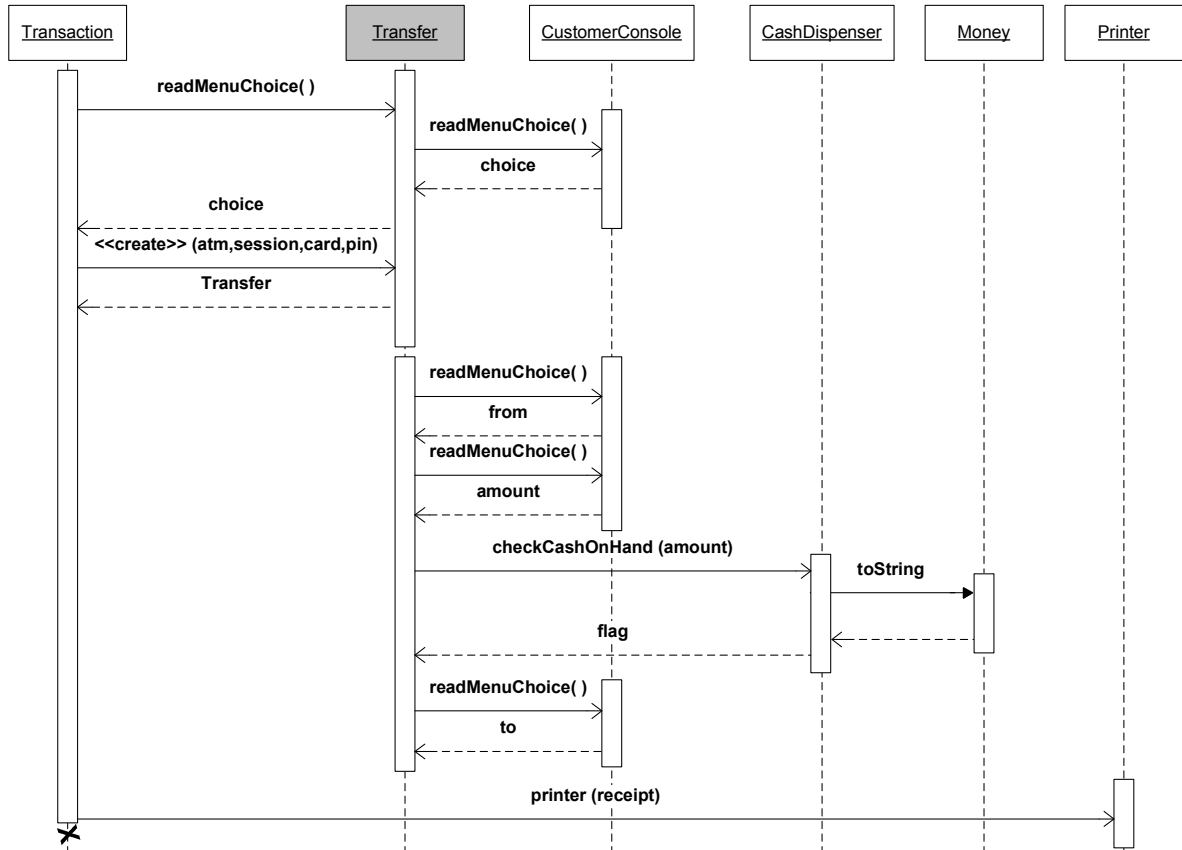 Transaction
Transfer
CustomerConsole
CashDispenser
Money
Printer
readMenuChoice( )
readMenuChoice( )
choice
choice
<<create>> (atm,session,card,pin)
Transfer
readMenuChoice( )
from
readMenuChoice( )
amount
checkCashOnHand (amount)
toString
flag
readMenuChoice( )
to
printer (receipt)